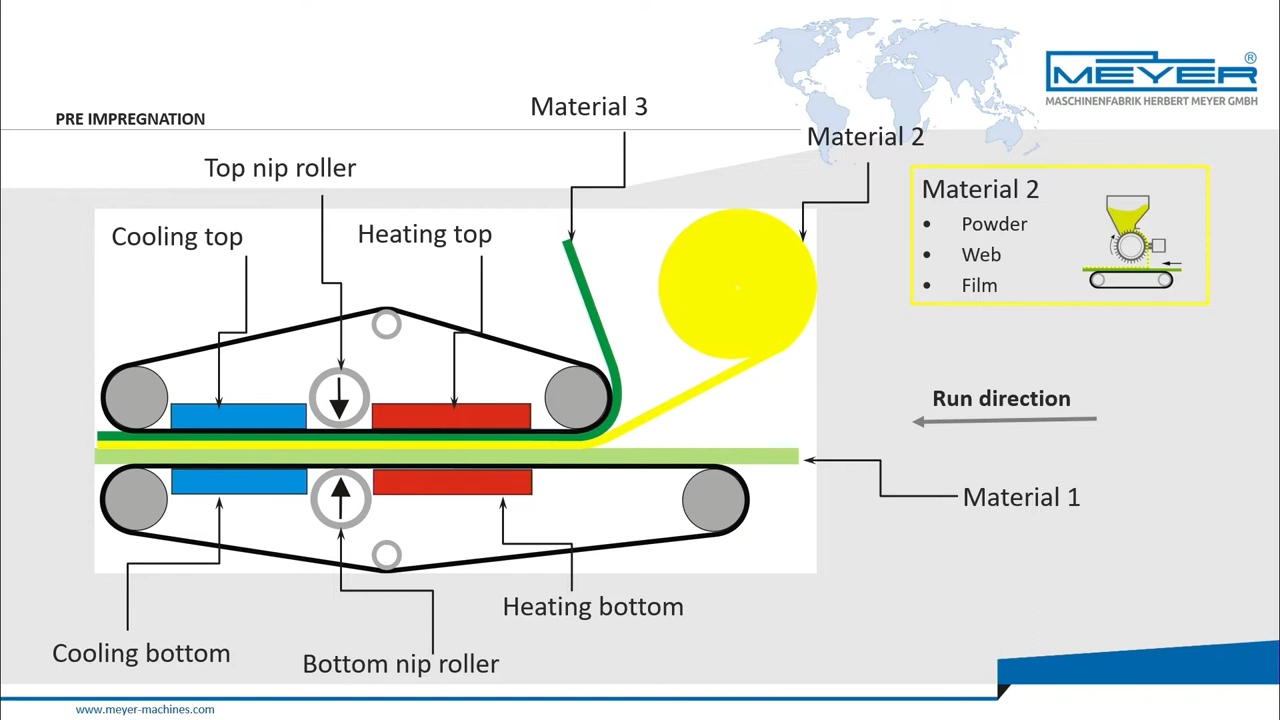 MEYER®
MASCHINENFABRIK HERBERT MEYER GMBH
PRE IMPREGNATION
Material 3
Material 2
Top nip roller
Cooling top
Heating top
Material 2
• Powder
• Web
• Film
Run direction
Material 1
Heating bottom
Cooling bottom
Bottom nip roller
www.meyer-machines.com